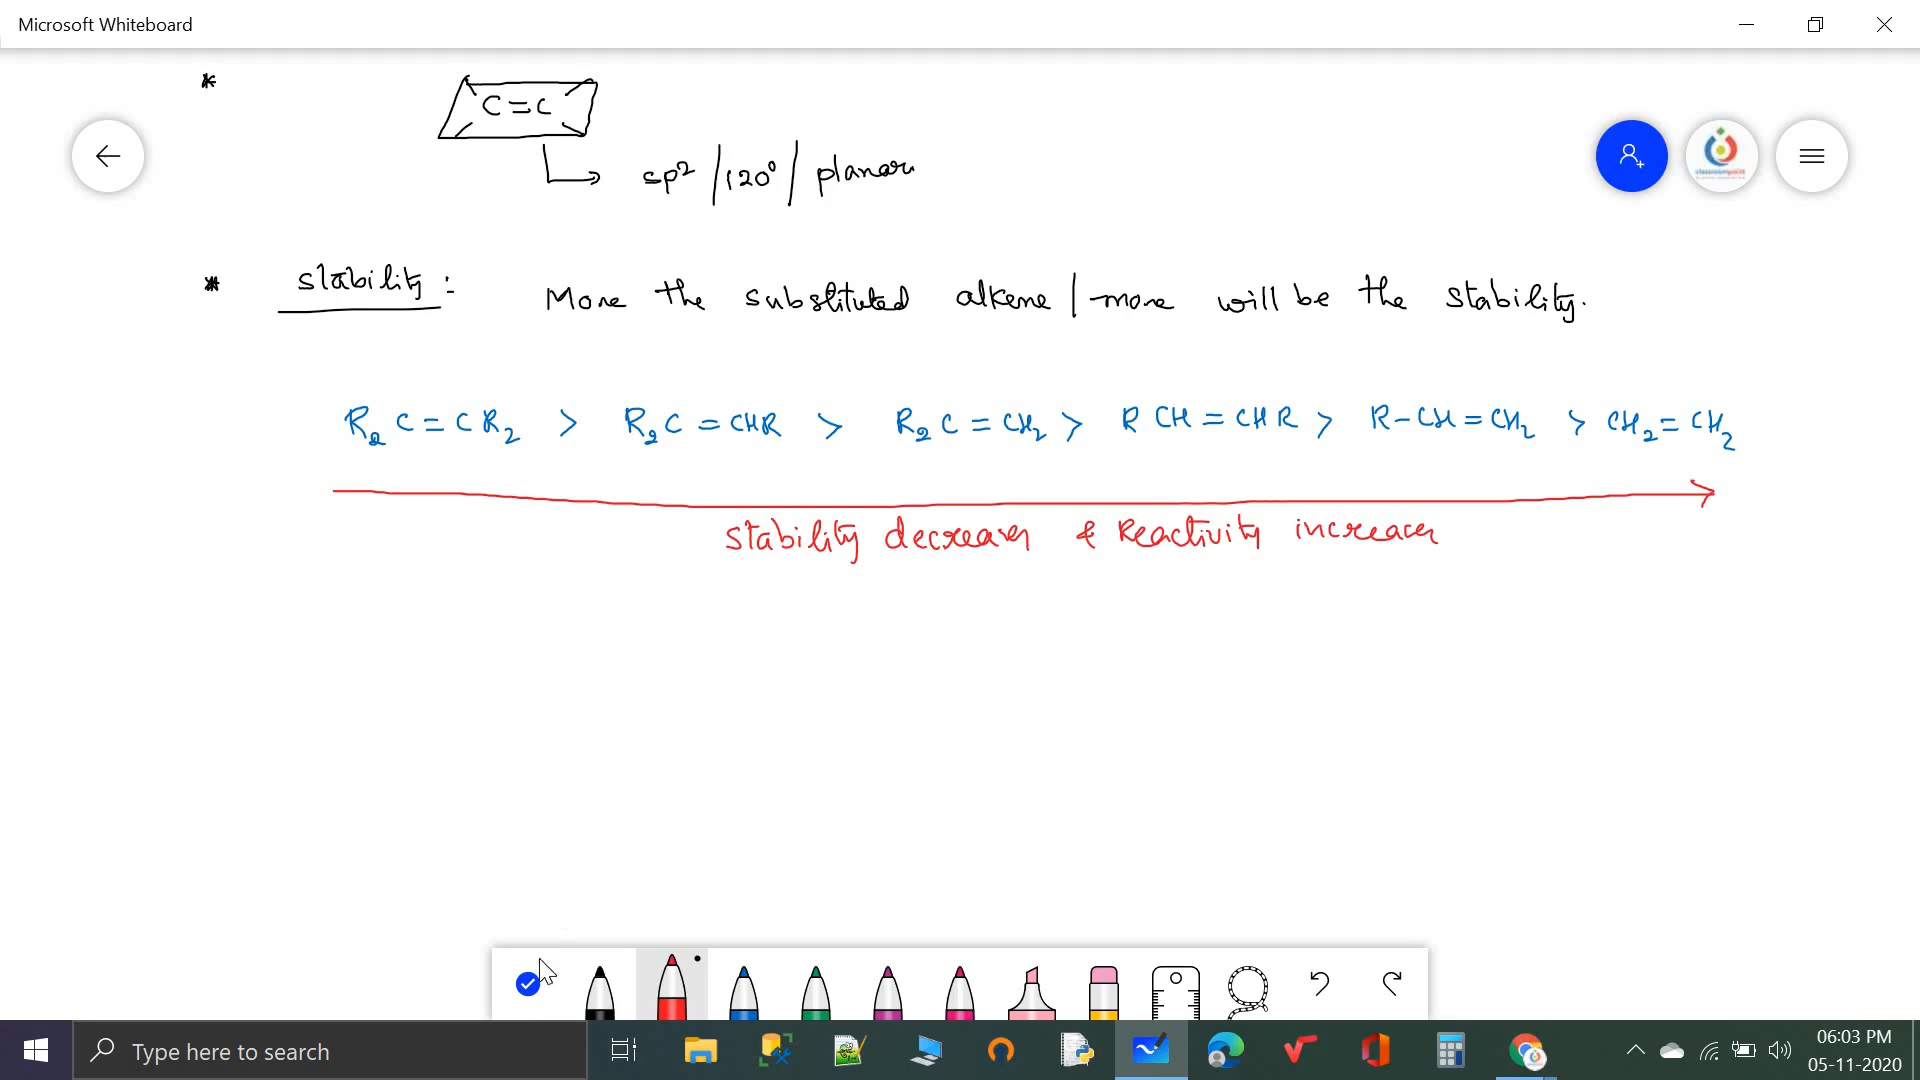 Microsoft Whiteboard
* C=C
sp² / 120° / planar
* Stability : More the substituted alkene / more will be the stability.
R₂C=CR₂ > R₂C=CHR > R₂C=CH₂ > RCH=CHR > R-CH=CH₂ > CH₂=CH₂
Stability decreases & Reactivity increases
Type here to search
06:03 PM
05-11-2020